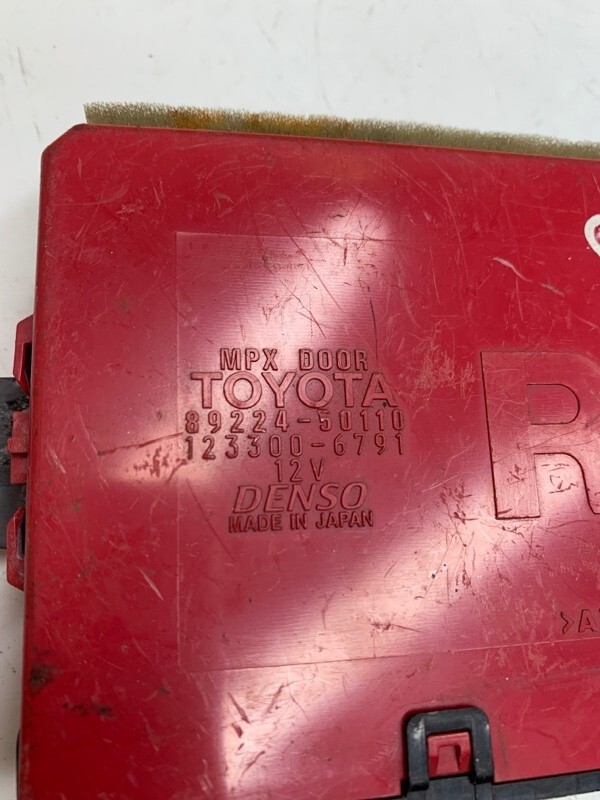 MPX DOOR
TOYOTA
89224-50110
123300-6791
12V
DENSO
MADE IN JAPAN
R
>A